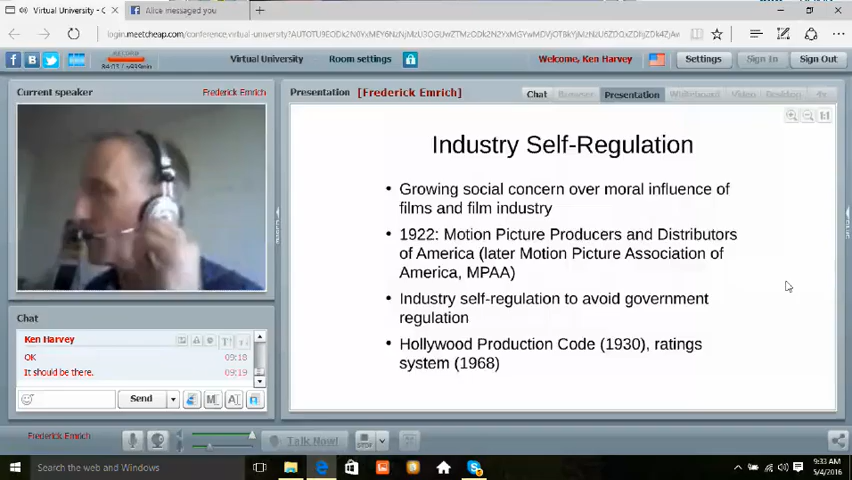 Virtual University - C
Alice messaged you
Virtual University
Room settings
Welcome, Ken Harvey
Settings
Sign In
Sign Out
Current speaker
Frederick Emrich
Presentation
[Frederick Emrich]
Chat
Browser
Presentation
Whiteboard
Video
Desktop
Industry Self-Regulation
• Growing social concern over moral influence of
films and film industry
• 1922: Motion Picture Producers and Distributors
of America (later Motion Picture Association of
America, MPAA)
• Industry self-regulation to avoid government
regulation
• Hollywood Production Code (1930), ratings
system (1968)
Chat
Ken Harvey
OK
09:18
It should be there.
09:19
Send
Frederick Emrich
Talk Now!
Search the web and Windows
9:33 AM
5/4/2016